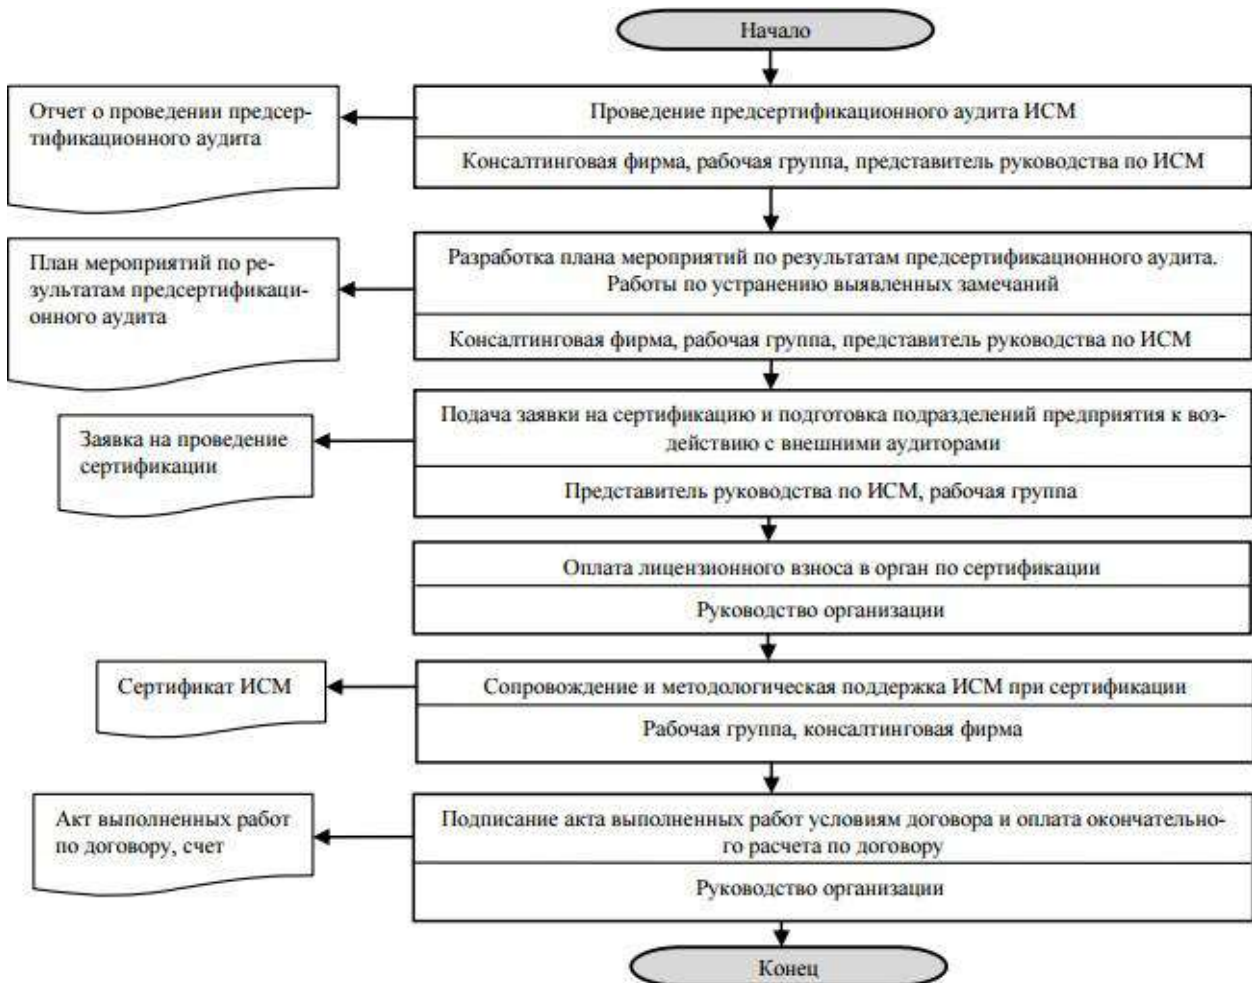 Начало
Отчет о проведении предсер-
тификационного аудита
Проведение предсертификационного аудита ИСМ
Консалтинговая фирма, рабочая группа, представитель руководства по ИСМ
План мероприятий по ре-
зультатам предсертификаци-
онного аудита
Разработка плана мероприятий по результатам предсертификационного аудита.
Работы по устранению выявленных замечаний
Консалтинговая фирма, рабочая группа, представитель руководства по ИСМ
Заявка на проведение
сертификации
Подача заявки на сертификацию и подготовка подразделений предприятия к воз-
действию с внешними аудиторами
Представитель руководства по ИСМ, рабочая группа
Оплата лицензионного взноса в орган по сертификации
Руководство организации
Сертификат ИСМ
Сопровождение и методологическая поддержка ИСМ при сертификации
Рабочая группа, консалтинговая фирма
Акт выполненных работ
по договору, счет
Подписание акта выполненных работ условиям договора и оплата окончательно-
го расчета по договору
Руководство организации
Конец